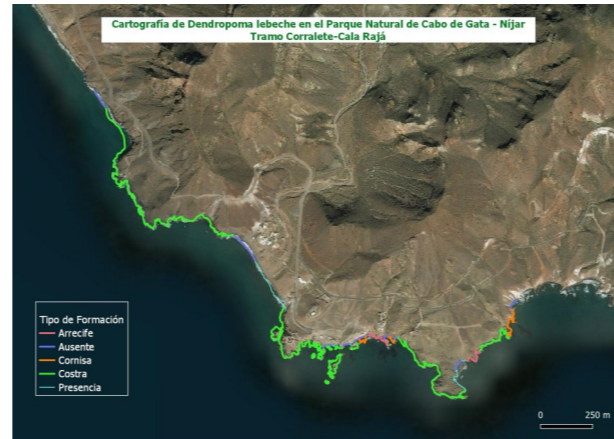 Cartografía de Dendropoma lebeche en el Parque Natural de Cabo de Gata - Níjar
Tramo Corralete-Cala Rajá
Tipo de Formación
Arrecife
Ausente
Cornisa
Costra
Presencia
0 250 m